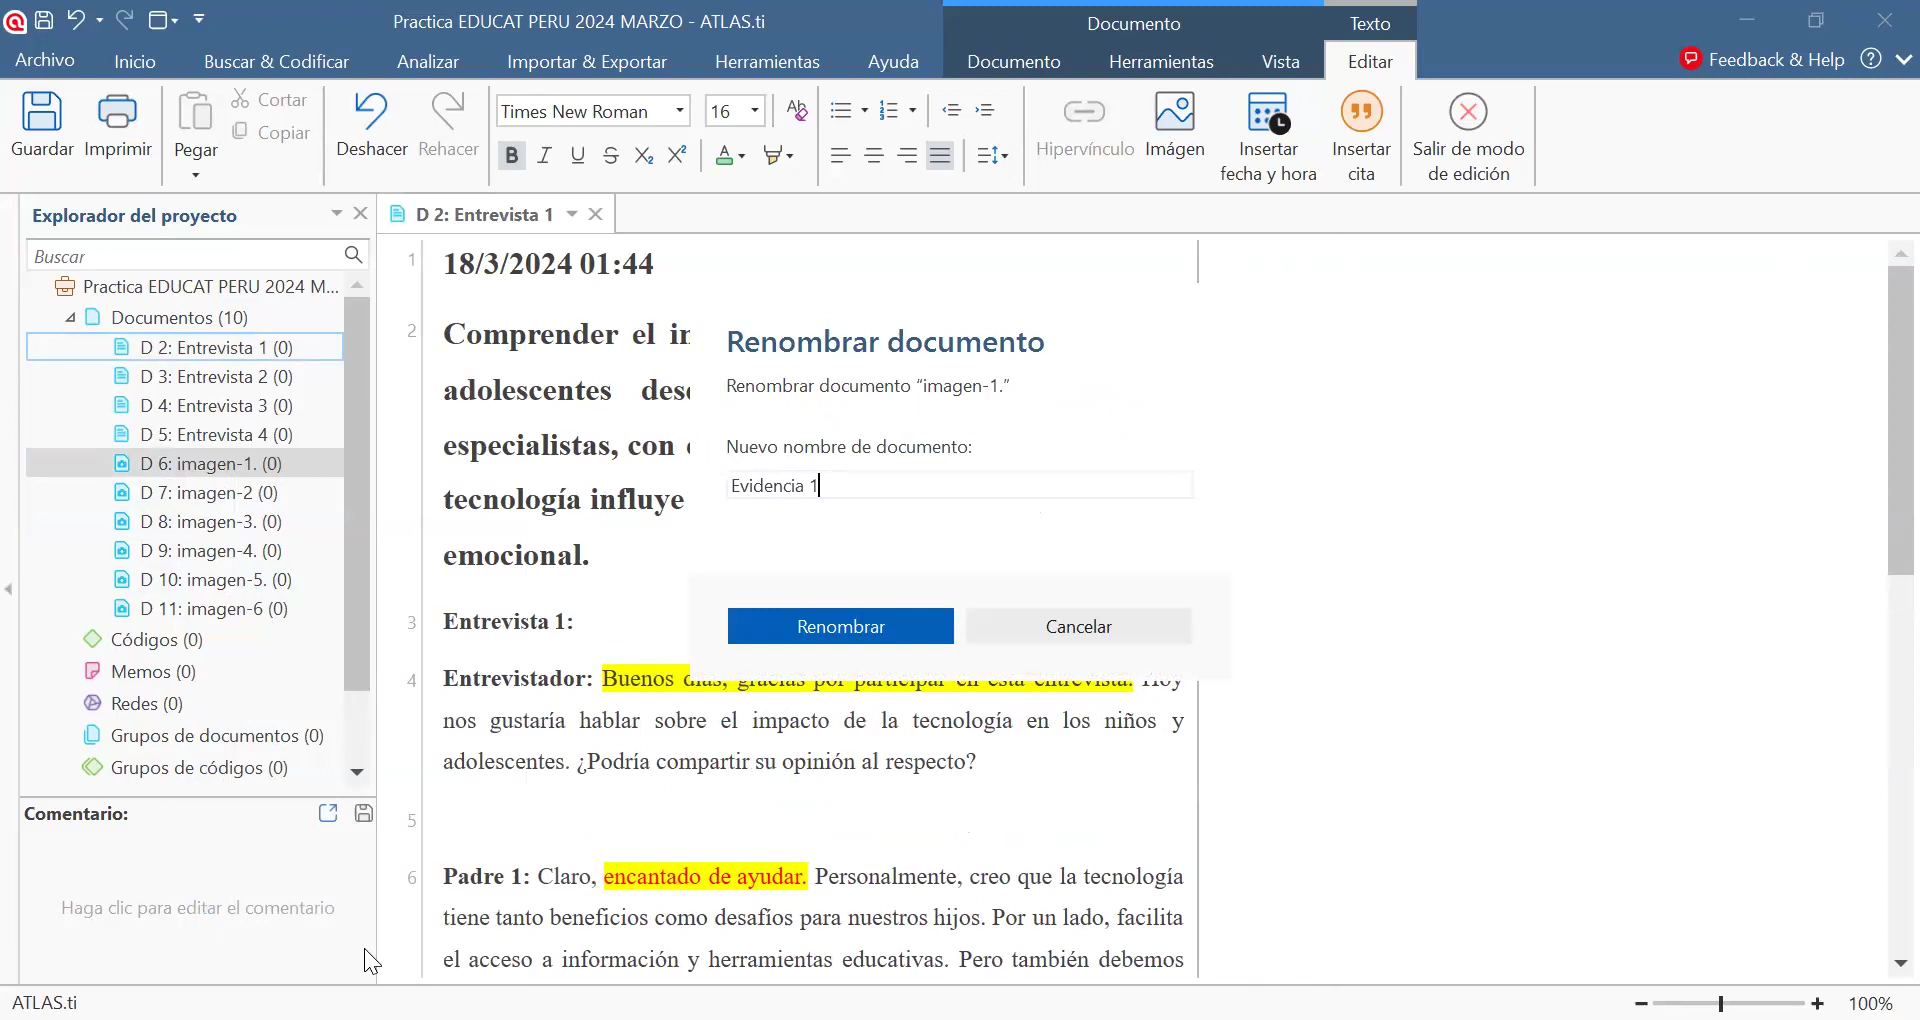 Practica EDUCAT PERU 2024 MARZO - ATLAS.ti
Documento
Texto
Archivo
Inicio
Buscar & Codificar
Analizar
Importar & Exportar
Herramientas
Ayuda
Documento
Herramientas
Vista
Editar
Feedback & Help
Guardar
Imprimir
Pegar
Cortar
Copiar
Deshacer
Rehacer
Times New Roman
16
Hipervínculo
Imágen
Insertar
fecha y hora
Insertar
cita
Salir de modo
de edición
Explorador del proyecto
Buscar
Practica EDUCAT PERU 2024 M...
Documentos (10)
D 2: Entrevista 1 (0)
D 3: Entrevista 2 (0)
D 4: Entrevista 3 (0)
D 5: Entrevista 4 (0)
D 6: imagen-1. (0)
D 7: imagen-2 (0)
D 8: imagen-3. (0)
D 9: imagen-4. (0)
D 10: imagen-5. (0)
D 11: imagen-6 (0)
Códigos (0)
Memos (0)
Redes (0)
Grupos de documentos (0)
Grupos de códigos (0)
Comentario:
Haga clic para editar el comentario
D 2: Entrevista 1
1 18/3/2024 01:44
2 Comprender el
adolescentes
especialistas, con
tecnología influye
emocional.
Renombrar documento
Renombrar documento “imagen-1.”
Nuevo nombre de documento:
Evidencia 1
Renombrar
Cancelar
3 Entrevista 1:
4 Entrevistador: Buenos días, gracias por participar en esta entrevista. Hoy
nos gustaría hablar sobre el impacto de la tecnología en los niños y
adolescentes. ¿Podría compartir su opinión al respecto?
5
6 Padre 1: Claro, encantado de ayudar. Personalmente, creo que la tecnología
tiene tanto beneficios como desafíos para nuestros hijos. Por un lado, facilita
el acceso a información y herramientas educativas. Pero también debemos
ATLAS.ti
100%